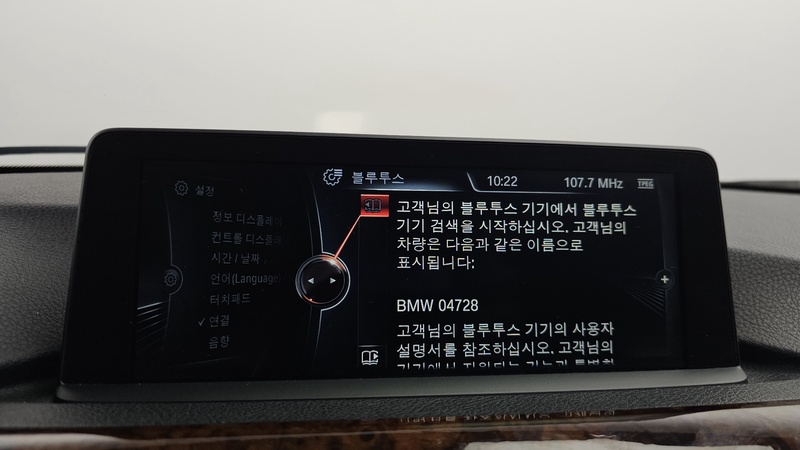 설정
정보 디스플레이
컨트롤 디스플레
시간 / 날짜
언어(Language
터치패드
✓ 연결
음향
블루투스
10:22
107.7 MHz
TPEG
고객님의 블루투스 기기에서 블루투스
기기 검색을 시작하십시오. 고객님의
차량은 다음과 같은 이름으로
표시됩니다:
BMW 04728
고객님의 블루투스 기기의 사용자
설명서를 참조하십시오. 고객님의